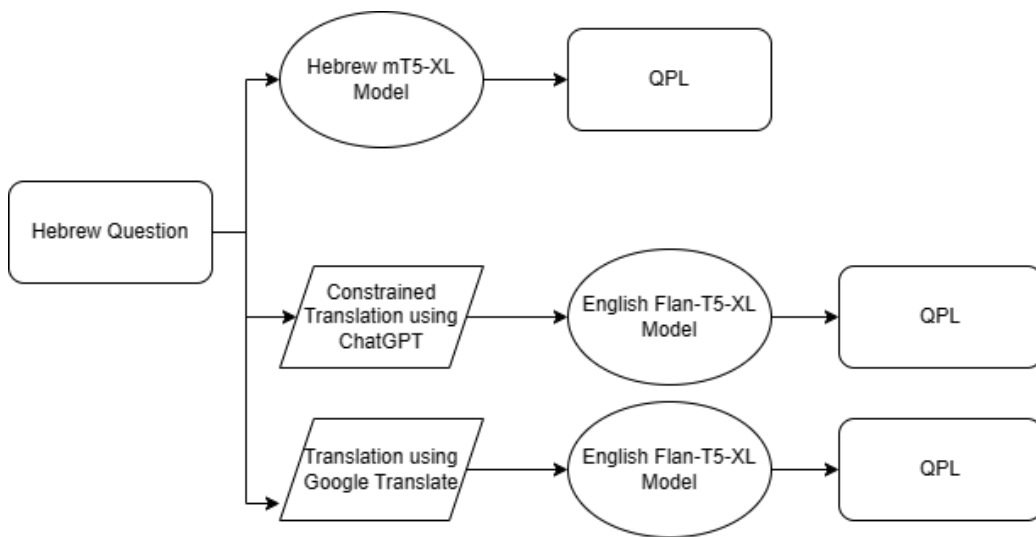 Hebrew mT5-XL
Model
QPL
Hebrew Question
Constrained
Translation using
ChatGPT
English Flan-T5-XL
Model
QPL
Translation using
Google Translate
English Flan-T5-XL
Model
QPL